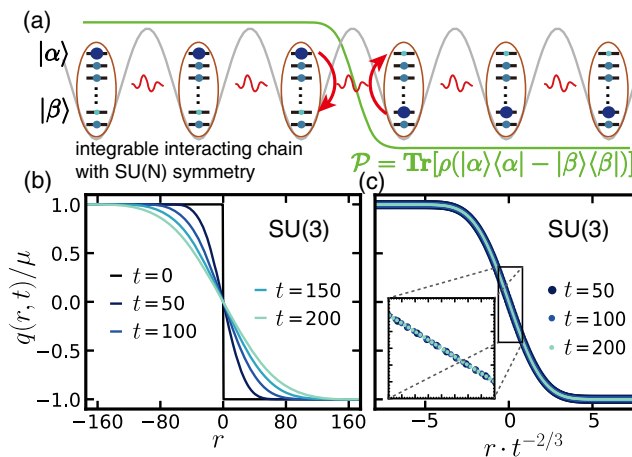 (a)
|α⟩
|β⟩
integrable interacting chain
with SU(N) symmetry
𝒫 = Tr[ρ(|α⟩⟨α| − |β⟩⟨β|)]
(b)
SU(3)
t=0
t=50
t=100
t=150
t=200
q(r, t)/μ
1.0
0.5
0.0
−0.5
−1.0
−160
−80
0
80
160
r
(c)
SU(3)
t=50
t=100
t=200
−5
0
5
r · t^{−2/3}